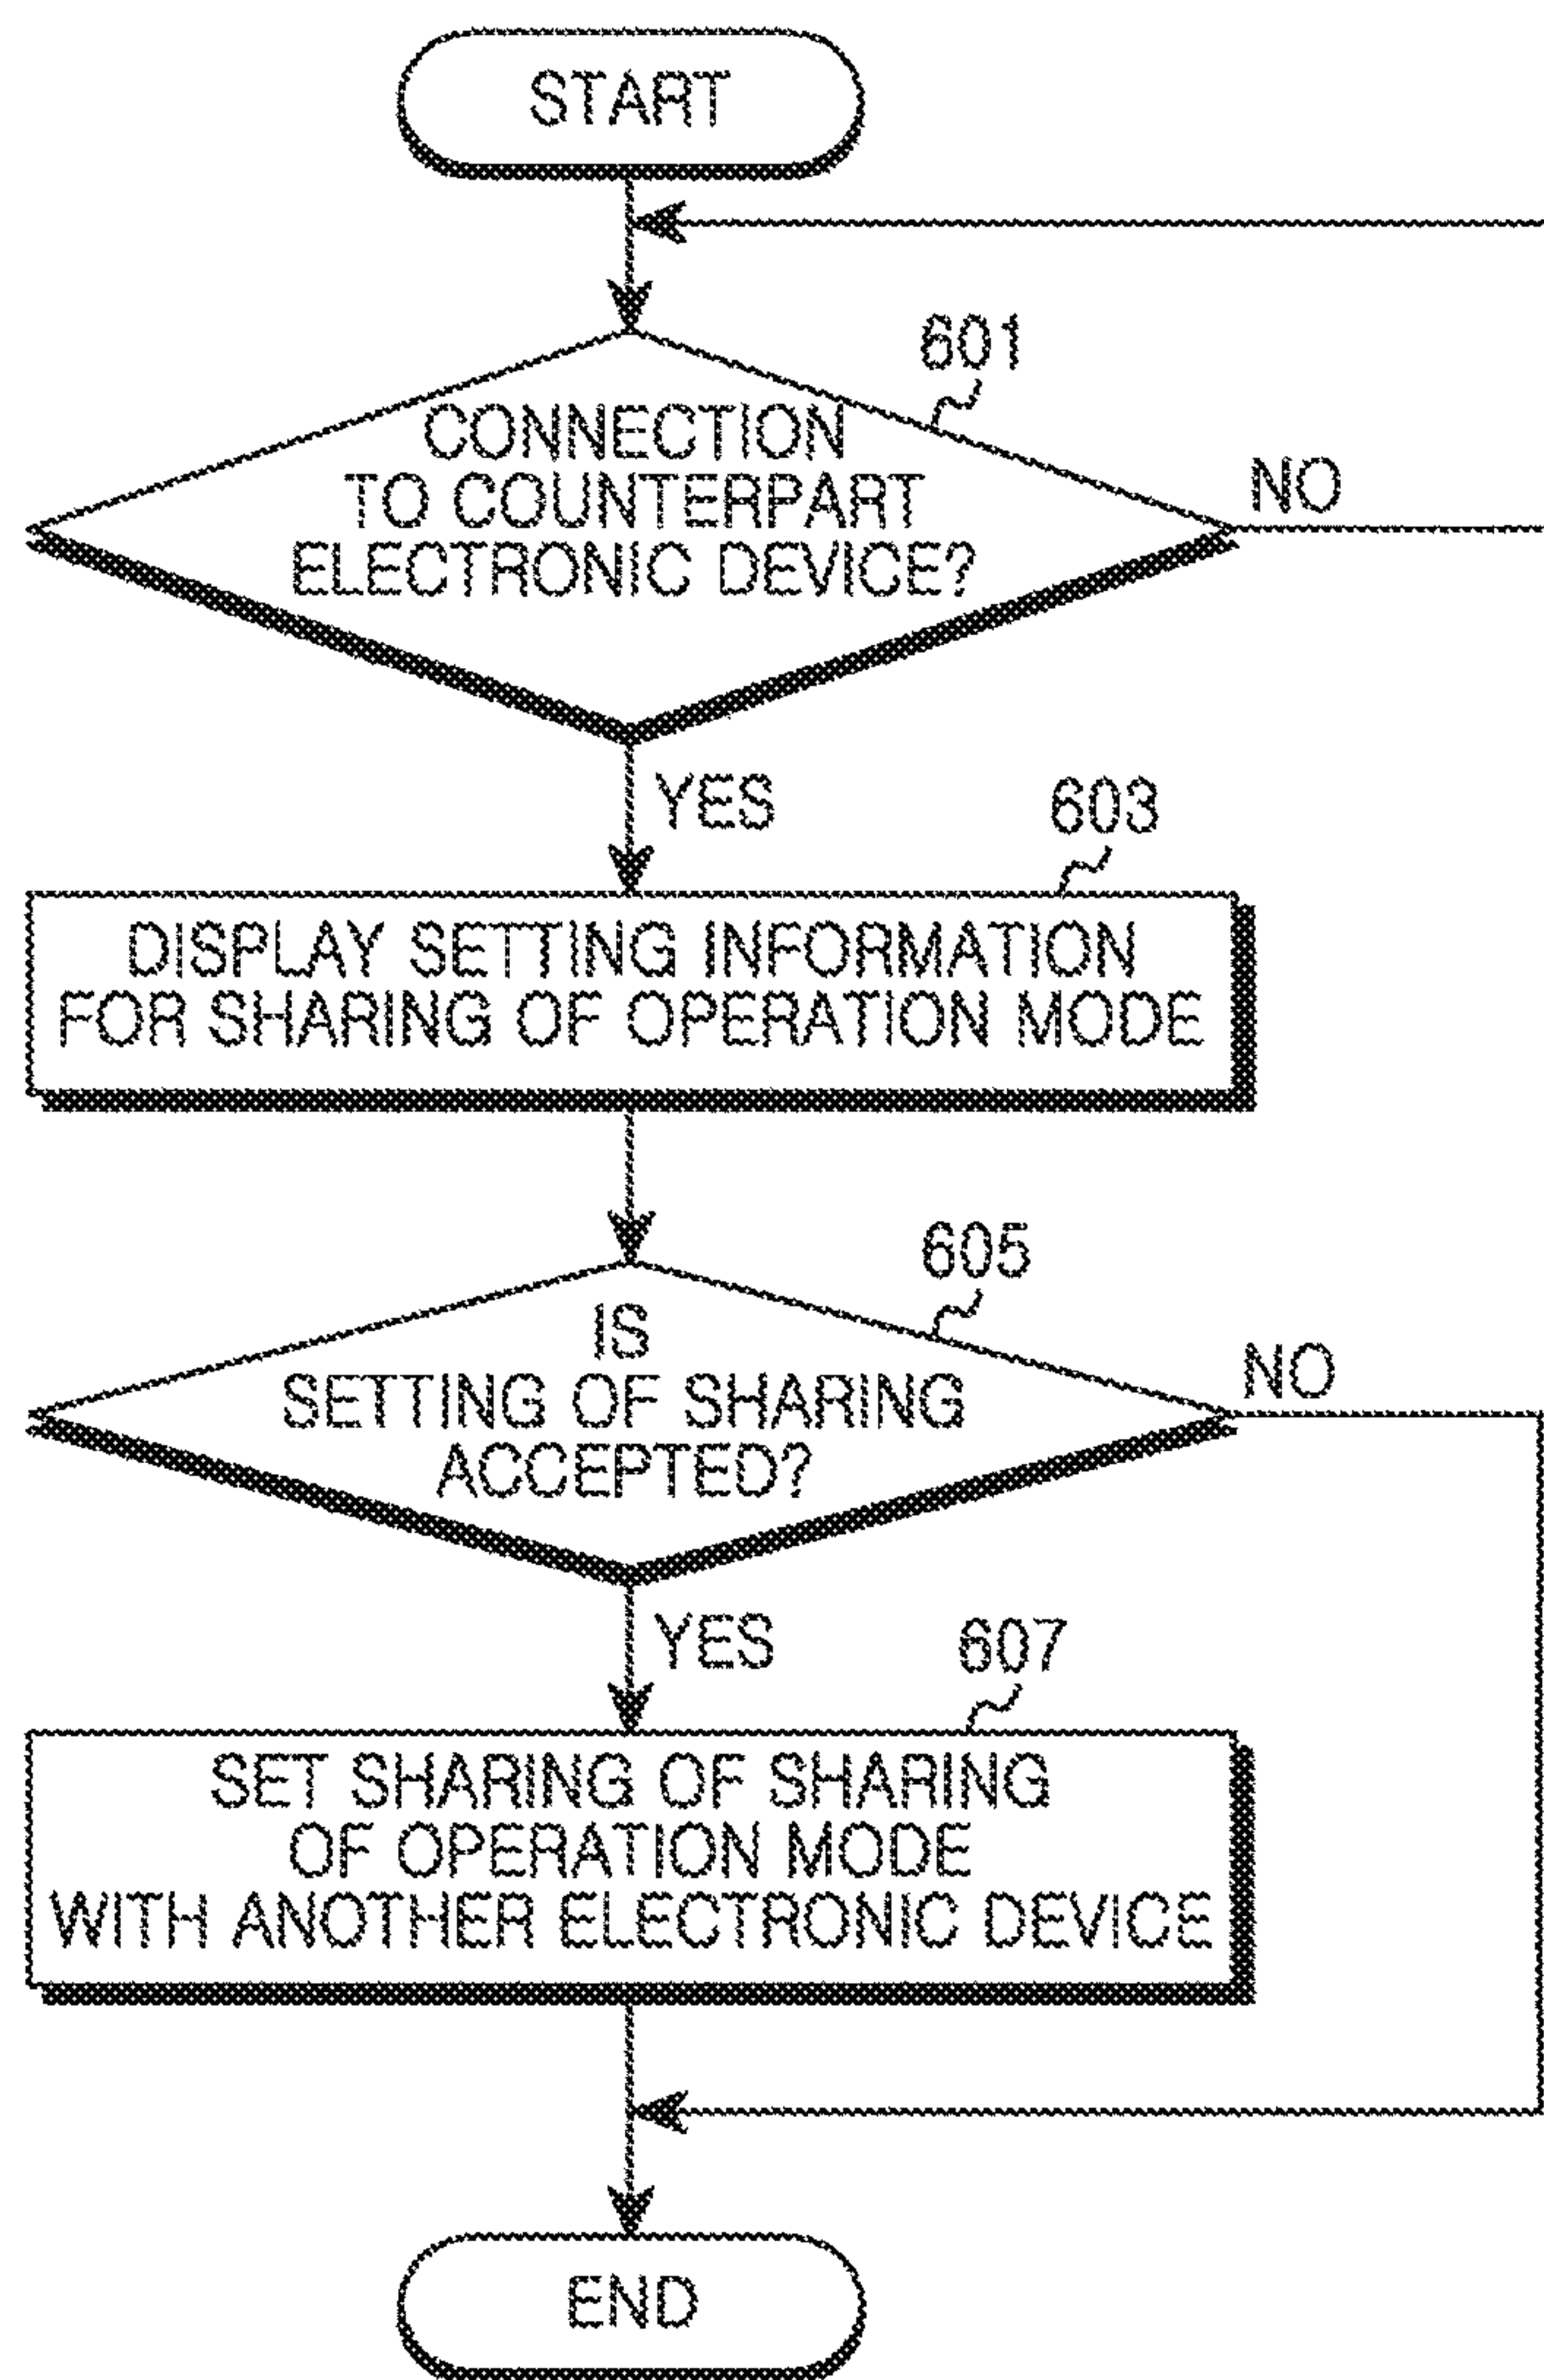 START
601
CONNECTION
TO COUNTERPART
ELECTRONIC DEVICE?
NO
YES
603
DISPLAY SETTING INFORMATION
FOR SHARING OF OPERATION MODE
605
IS
SETTING OF SHARING
ACCEPTED?
NO
YES
607
SET SHARING OF SHARING
OF OPERATION MODE
WITH ANOTHER ELECTRONIC DEVICE
END